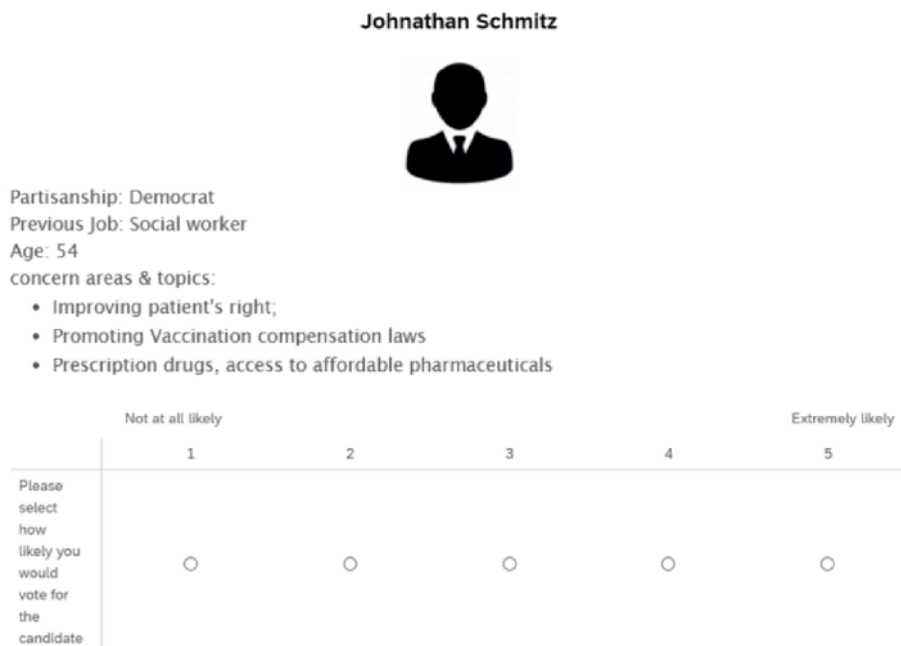 Johnathan Schmitz
Partisanship: Democrat
Previous Job: Social worker
Age: 54
concern areas & topics:
• Improving patient's right;
• Promoting Vaccination compensation laws
• Prescription drugs, access to affordable pharmaceuticals
Not at all likely Extremely likely
1 2 3 4 5
Please
select
how
likely you
would
vote for
the
candidate